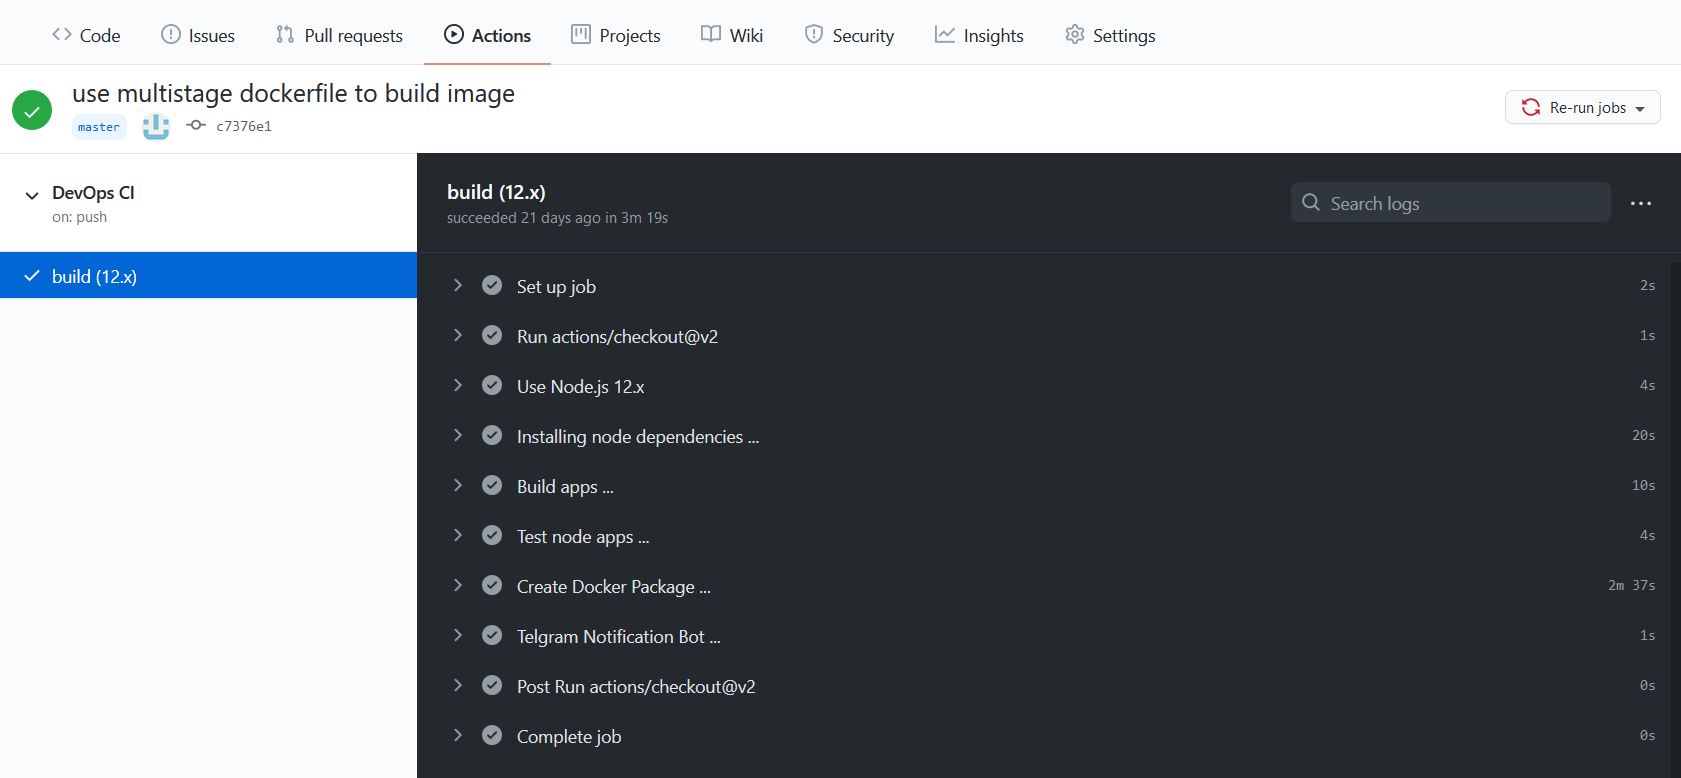 Code Issues Pull requests Actions Projects Wiki Security Insights Settings
use multistage dockerfile to build image
master c7376e1
Re-run jobs
DevOps CI
on: push
build (12.x)
build (12.x)
succeeded 21 days ago in 3m 19s
Search logs
Set up job 2s
Run actions/checkout@v2 1s
Use Node.js 12.x 4s
Installing node dependencies ... 20s
Build apps ... 10s
Test node apps ... 4s
Create Docker Package ... 2m 37s
Telgram Notification Bot ... 1s
Post Run actions/checkout@v2 0s
Complete job 0s